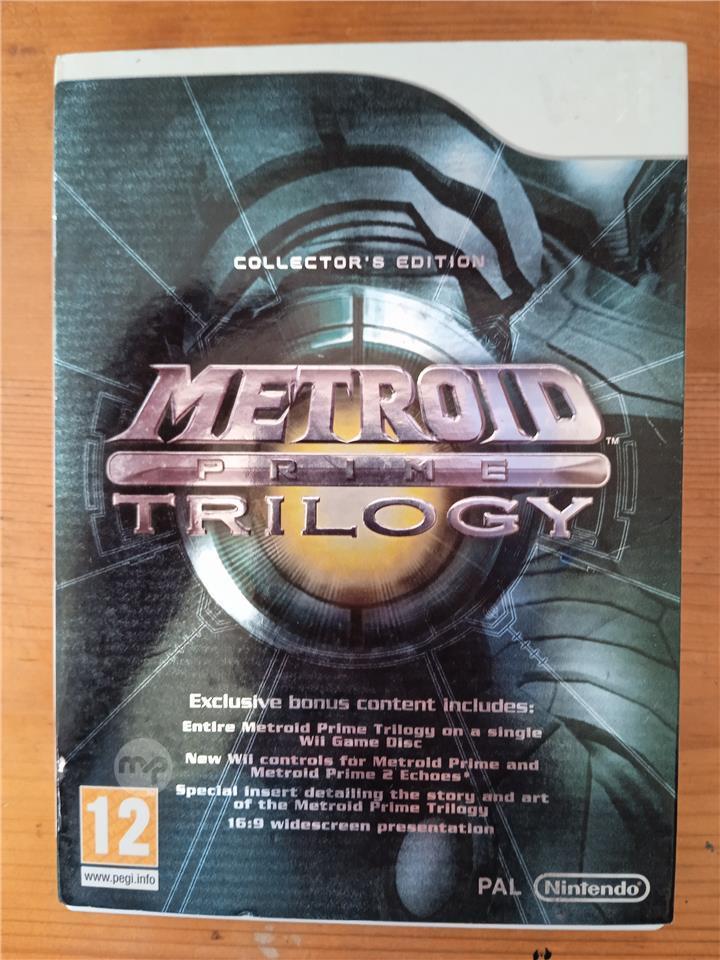 COLLECTOR'S EDITION
METROID
TM
PRIME
TRILOGY
Exclusive bonus content includes:
Entire Metroid Prime Trilogy on a single
Wii Game Disc
New Wii controls for Metroid Prime and
Metroid Prime 2 Echoes*
Special insert detailing the story and art
of the Metroid Prime Trilogy
16:9 widescreen presentation
12
www.pegi.info
PAL
Nintendo®